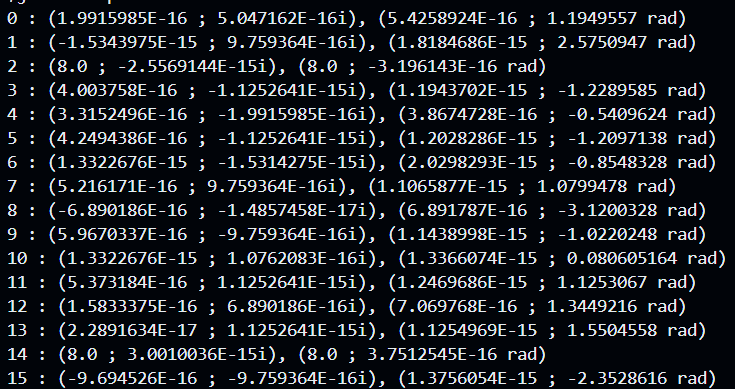 0 : (1.9915985E-16 ; 5.047162E-16i), (5.4258924E-16 ; 1.1949557 rad)
1 : (-1.5343975E-15 ; 9.759364E-16i), (1.8184686E-15 ; 2.5750947 rad)
2 : (8.0 ; -2.5569144E-15i), (8.0 ; -3.196143E-16 rad)
3 : (4.003758E-16 ; -1.1252641E-15i), (1.1943702E-15 ; -1.2289585 rad)
4 : (3.3152496E-16 ; -1.9915985E-16i), (3.8674728E-16 ; -0.5409624 rad)
5 : (4.2494386E-16 ; -1.1252641E-15i), (1.2028286E-15 ; -1.2097138 rad)
6 : (1.3322676E-15 ; -1.5314275E-15i), (2.0298293E-15 ; -0.8548328 rad)
7 : (5.216171E-16 ; 9.759364E-16i), (1.1065877E-15 ; 1.0799478 rad)
8 : (-6.890186E-16 ; -1.4857458E-17i), (6.891787E-16 ; -3.1200328 rad)
9 : (5.9670337E-16 ; -9.759364E-16i), (1.1438998E-15 ; -1.0220248 rad)
10 : (1.3322676E-15 ; 1.0762083E-16i), (1.3366074E-15 ; 0.080605164 rad)
11 : (5.373184E-16 ; 1.1252641E-15i), (1.2469686E-15 ; 1.1253067 rad)
12 : (1.5833375E-16 ; 6.890186E-16i), (7.069768E-16 ; 1.3449216 rad)
13 : (2.2891634E-17 ; 1.1252641E-15i), (1.1254969E-15 ; 1.5504558 rad)
14 : (8.0 ; 3.0010036E-15i), (8.0 ; 3.7512545E-16 rad)
15 : (-9.694526E-16 ; -9.759364E-16i), (1.3756054E-15 ; -2.3528616 rad)